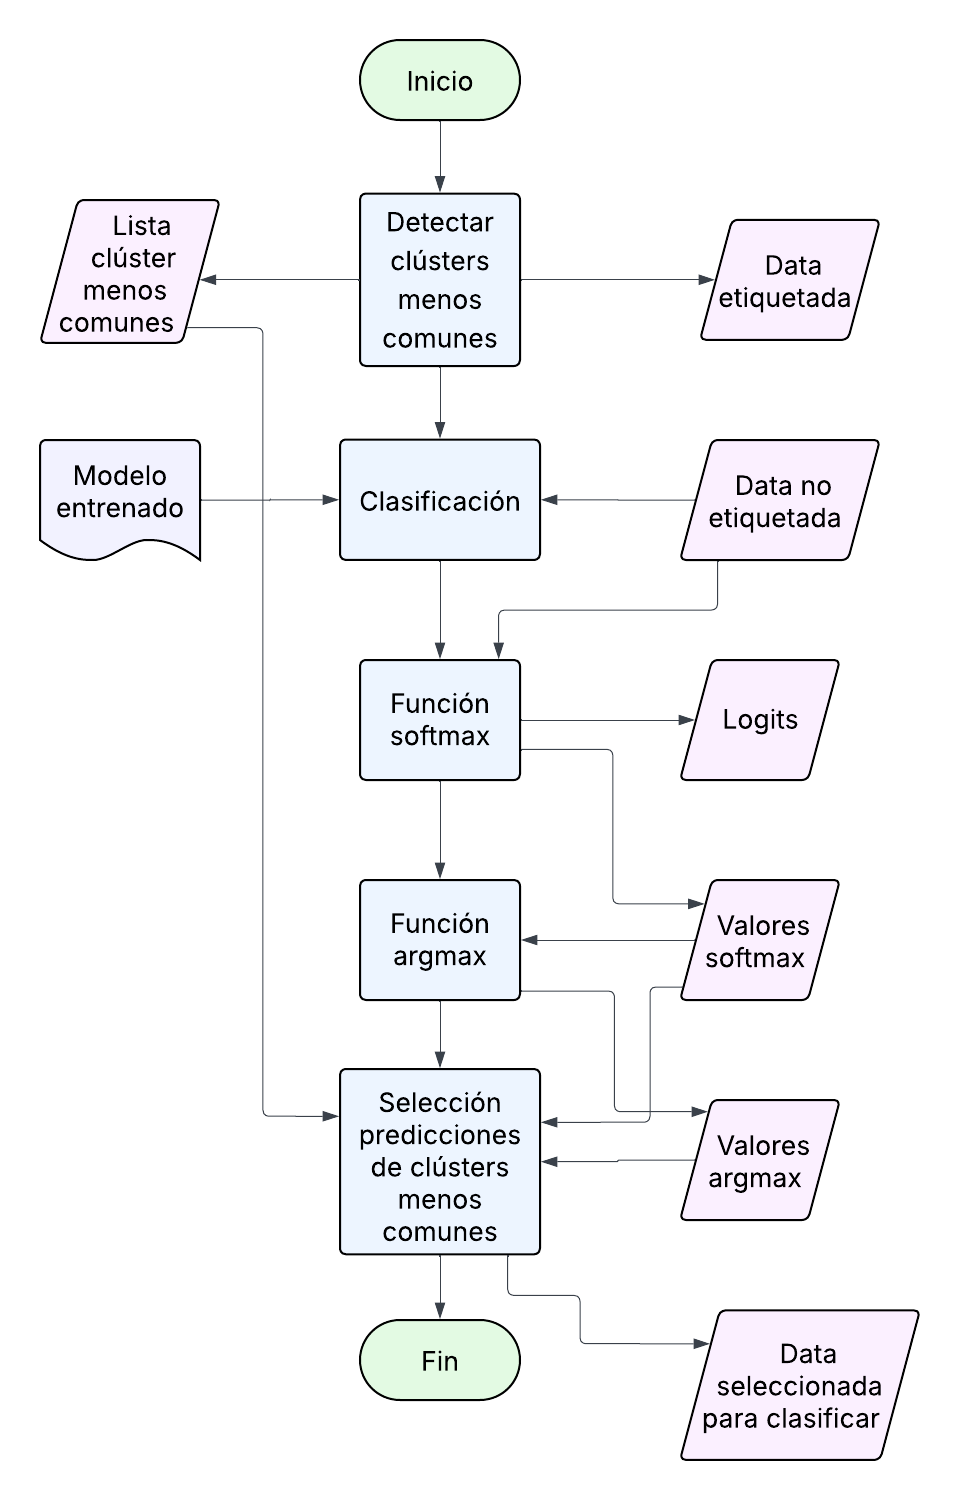 Inicio
Lista
clúster
menos
comunes
Detectar
clústers
menos
comunes
Data
etiquetada
Modelo
entrenado
Clasificación
Data no
etiquetada
Función
softmax
Logits
Función
argmax
Valores
softmax
Selección
predicciones
de clústers
menos
comunes
Valores
argmax
Fin
Data
seleccionada
para clasificar